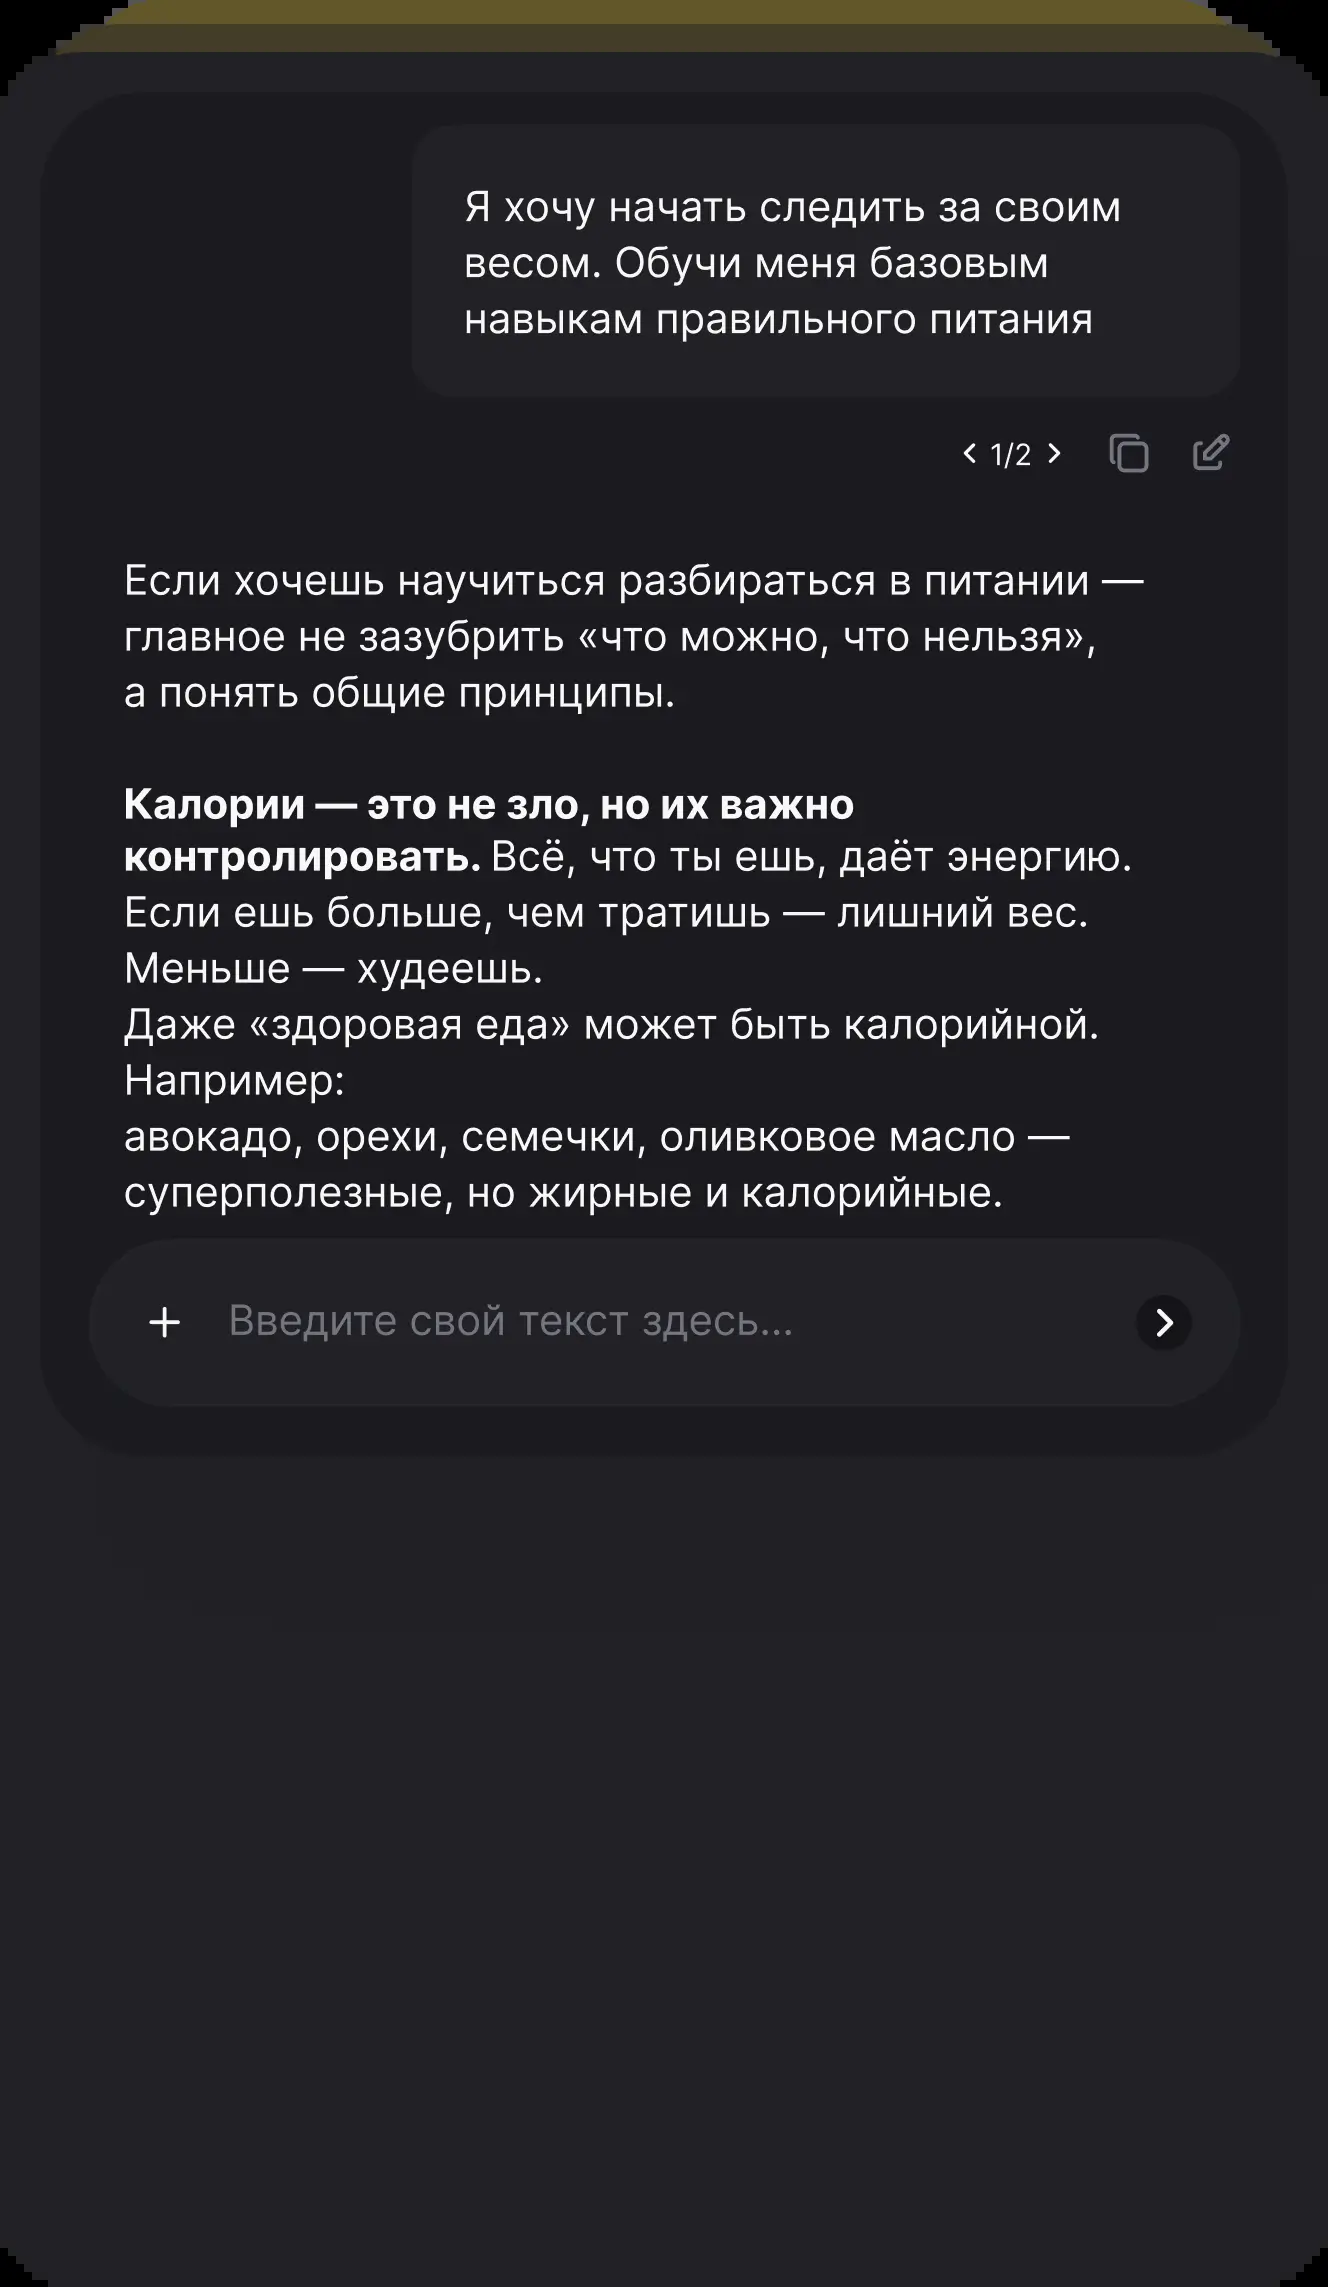 Я хочу начать следить за своим
весом. Обучи меня базовым
навыкам правильного питания
1/2
Если хочешь научиться разбираться в питании —
главное не зазубрить «что можно, что нельзя»,
а понять общие принципы.
Калории — это не зло, но их важно
контролировать. Всё, что ты ешь, даёт энергию.
Если ешь больше, чем тратишь — лишний вес.
Меньше — худеешь.
Даже «здоровая еда» может быть калорийной.
Например:
авокадо, орехи, семечки, оливковое масло —
суперполезные, но жирные и калорийные.
Введите свой текст здесь...